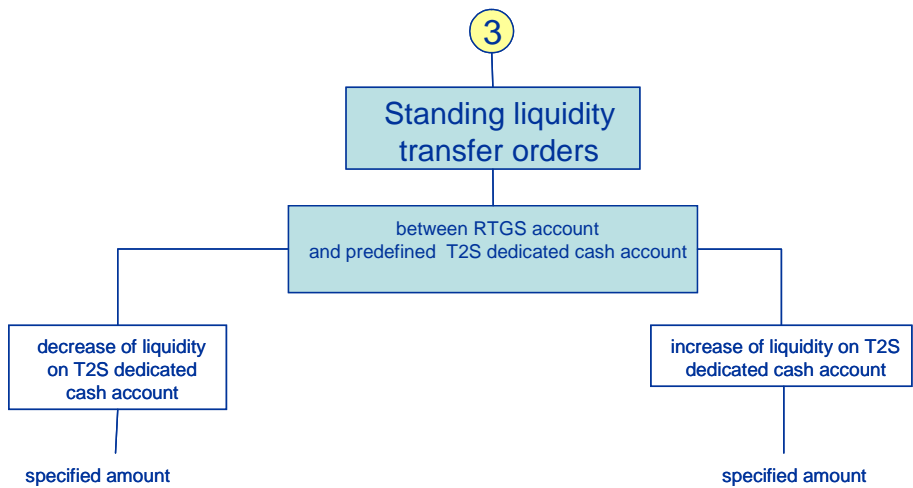 3
Standing liquidity
transfer orders
between RTGS account
and predefined T2S dedicated cash account
decrease of liquidity
on T2S dedicated
cash account
increase of liquidity on T2S
dedicated cash account
specified amount
specified amount